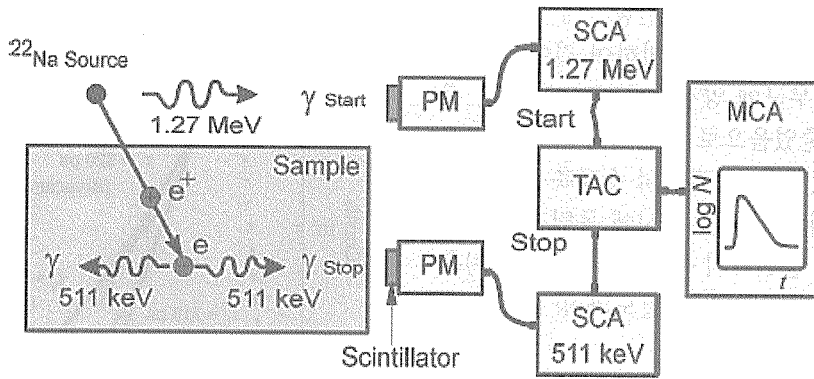 22Na Source
1.27 MeV
γ Start
PM
SCA
1.27 MeV
Start
MCA
log N
t
TAC
Stop
Sample
e+
e
γ
γ Stop
511 keV
511 keV
PM
SCA
511 keV
Scintillator